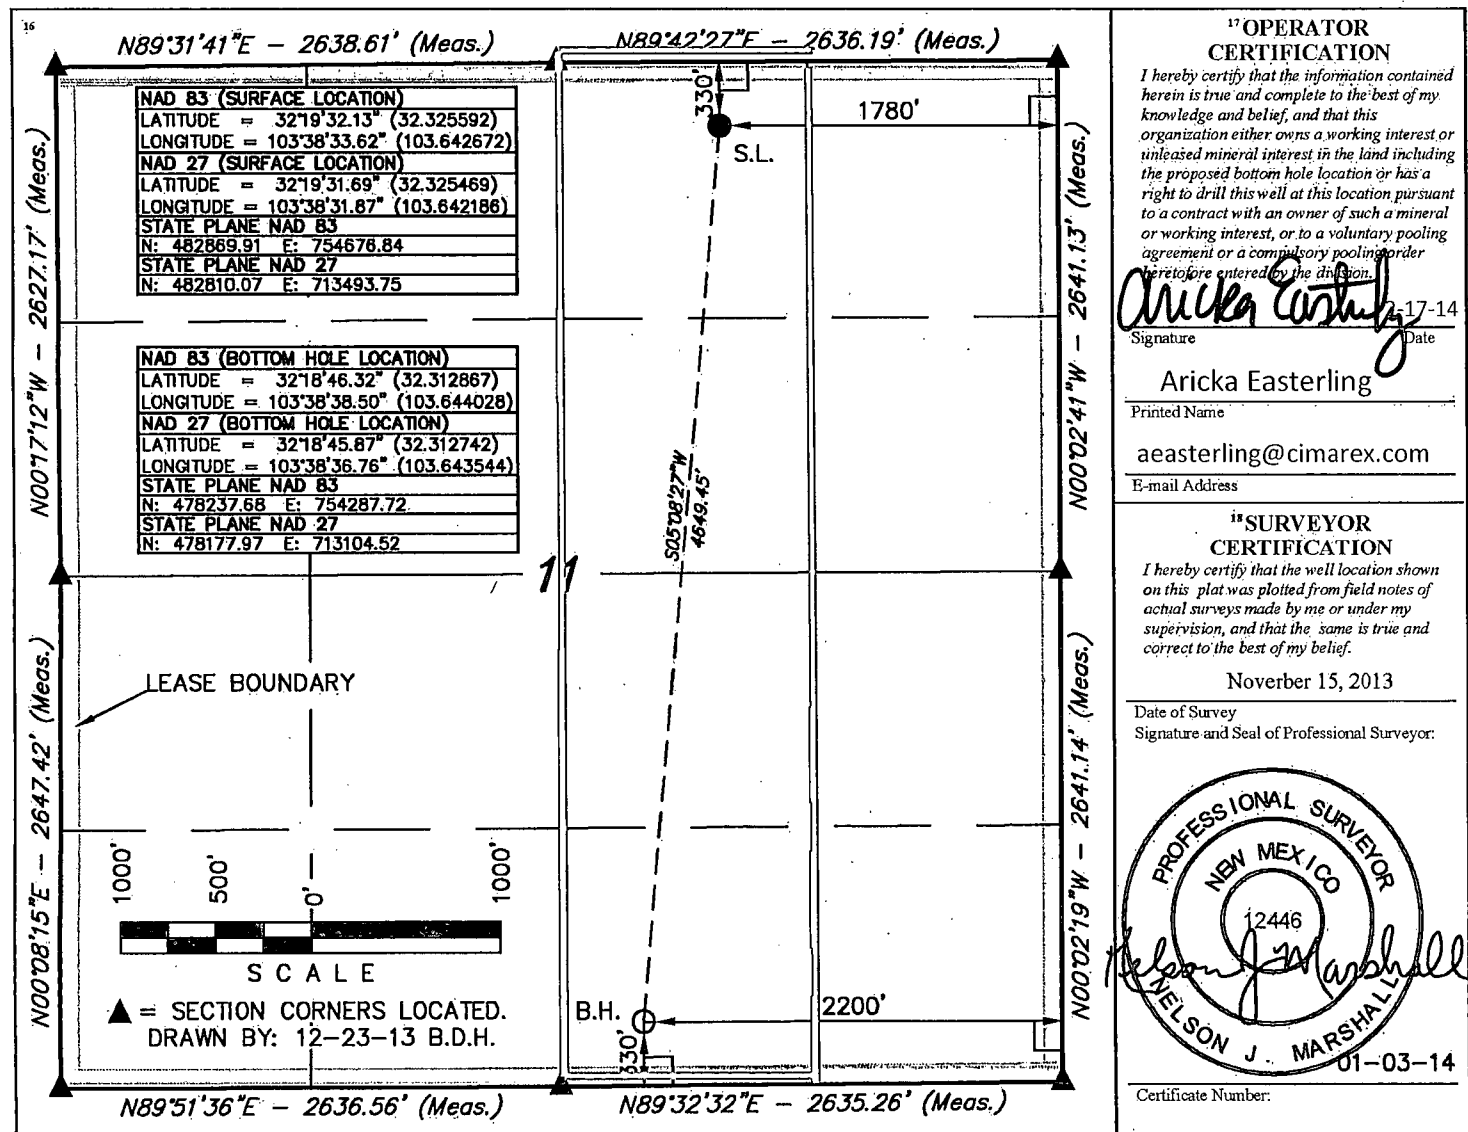 16
N89°31'41"E - 2638.61' (Meas.)
N89°42'27"E - 2636.19' (Meas.)
NAD 83 (SURFACE LOCATION)
LATITUDE = 32°19'32.13" (32.325592)
LONGITUDE = 103°38'33.62" (103.642672)
NAD 27 (SURFACE LOCATION)
LATITUDE = 32°19'31.69" (32.325469)
LONGITUDE = 103°38'31.87" (103.642186)
STATE PLANE NAD 83
N: 482869.91 E: 754676.84
STATE PLANE NAD 27
N: 482810.07 E: 713493.75
330'
1780'
S.L.
N00°17'12"W - 2627.17' (Meas.)
N00°02'41"W - 2641.13' (Meas.)
NAD 83 (BOTTOM HOLE LOCATION)
LATITUDE = 32°18'46.32" (32.312867)
LONGITUDE = 103°38'38.50" (103.644028)
NAD 27 (BOTTOM HOLE LOCATION)
LATITUDE = 32°18'45.87" (32.312742)
LONGITUDE = 103°38'36.76" (103.643544)
STATE PLANE NAD 83
N: 478237.68 E: 754287.72
STATE PLANE NAD 27
N: 478177.97 E: 713104.52
S05°08'27"W
4649.45'
11
LEASE BOUNDARY
N00°08'15"E - 2647.42' (Meas.)
N00°02'19"W - 2641.14' (Meas.)
1000'
500'
0'
1000'
SCALE
▲ = SECTION CORNERS LOCATED.
DRAWN BY: 12-23-13 B.D.H.
B.H.
2200'
330'
N89°51'36"E - 2636.56' (Meas.)
N89°32'32"E - 2635.26' (Meas.)
17 OPERATOR
CERTIFICATION
I hereby certify that the information contained
herein is true and complete to the best of my
knowledge and belief, and that this
organization either owns a working interest or
unleased mineral interest in the land including
the proposed bottom hole location or has a
right to drill this well at this location pursuant
to a contract with an owner of such a mineral
or working interest, or to a voluntary pooling
agreement or a compulsory pooling order
heretofore entered by the division.
Aricka Easterling
2-17-14
Signature Date
Aricka Easterling
Printed Name
aeasterling@cimarex.com
E-mail Address
18 SURVEYOR
CERTIFICATION
I hereby certify that the well location shown
on this plat was plotted from field notes of
actual surveys made by me or under my
supervision, and that the same is true and
correct to the best of my belief.
Noverber 15, 2013
Date of Survey
Signature and Seal of Professional Surveyor:
PROFESSIONAL SURVEYOR
NEW MEXICO
12446
Nelson J. Marshall
NELSON J. MARSHALL
01-03-14
Certificate Number: